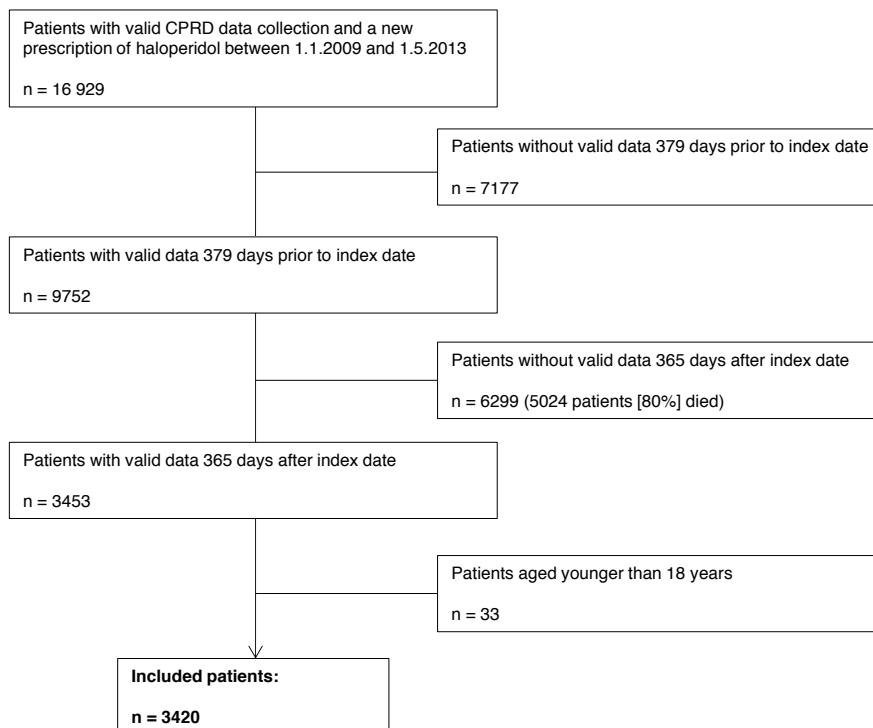 Patients with valid CPRD data collection and a new
prescription of haloperidol between 1.1.2009 and 1.5.2013
n = 16 929
Patients without valid data 379 days prior to index date
n = 7177
Patients with valid data 379 days prior to index date
n = 9752
Patients without valid data 365 days after index date
n = 6299 (5024 patients [80%] died)
Patients with valid data 365 days after index date
n = 3453
Patients aged younger than 18 years
n = 33
Included patients:
n = 3420